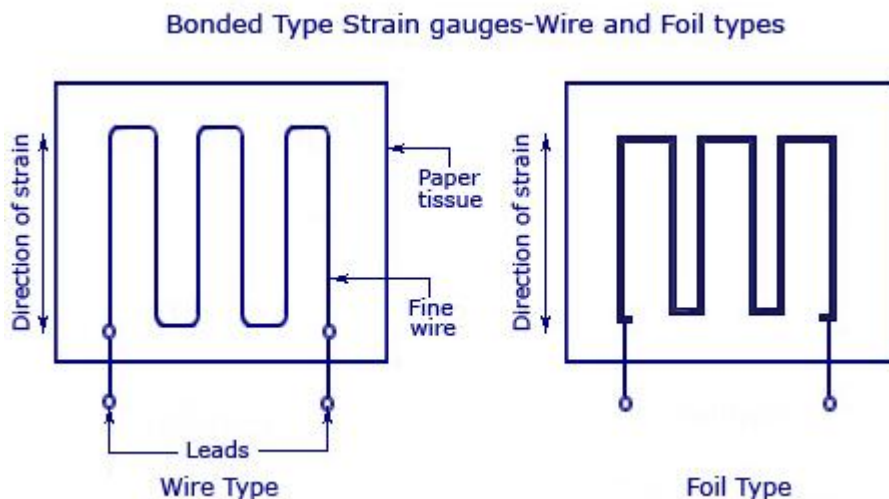 Bonded Type Strain gauges-Wire and Foil types
Direction of strain
Paper
tissue
Fine
wire
Leads
Wire Type
Direction of strain
Foil Type